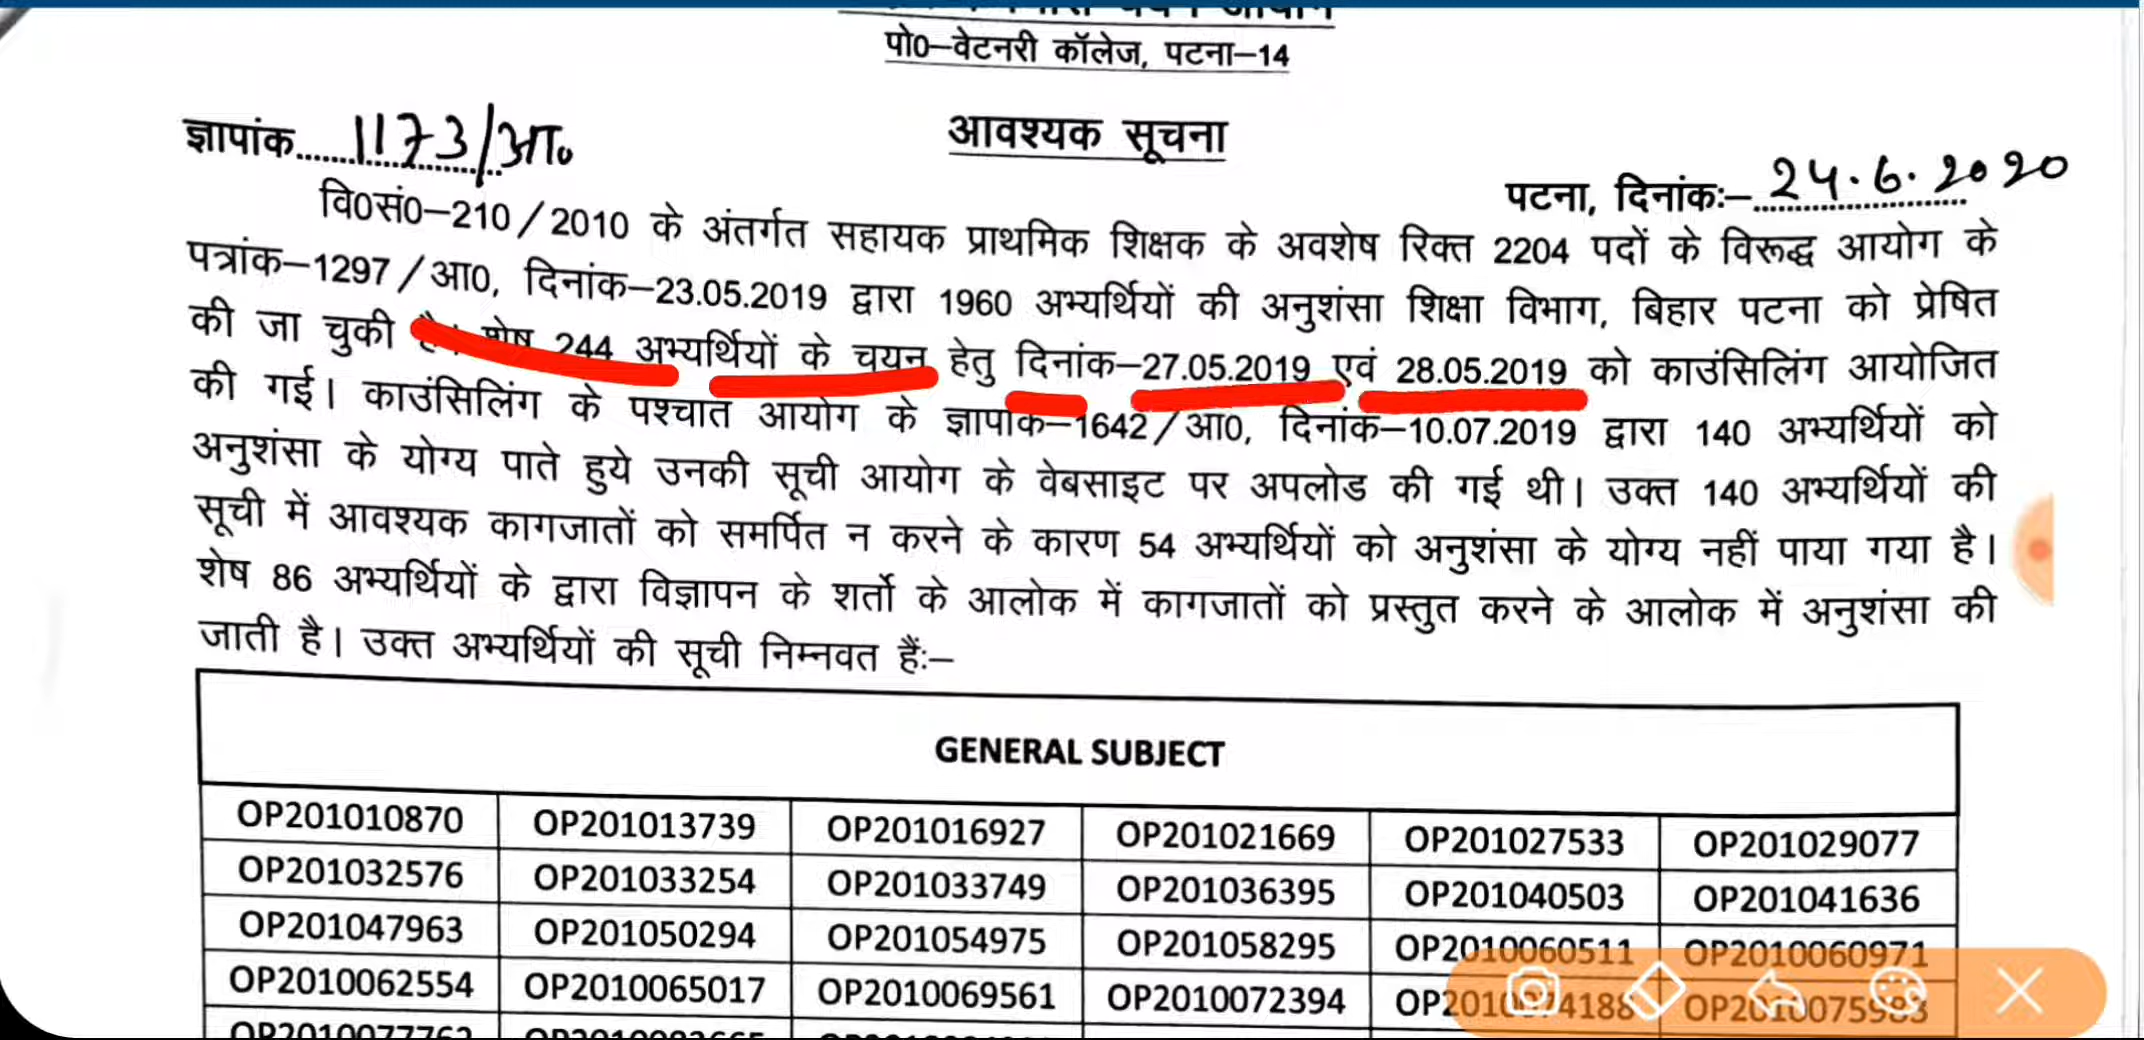 पो0–वेटनरी कॉलेज, पटना–14
ज्ञापांक......1173/आ०
आवश्यक सूचना
पटना, दिनांकः–24.6.2020
वि0सं0–210/2010 के अंतर्गत सहायक प्राथमिक शिक्षक के अवशेष रिक्त 2204 पदों के विरूद्ध आयोग के
पत्रांक–1297/आ0, दिनांक–23.05.2019 द्वारा 1960 अभ्यर्थियों की अनुशंसा शिक्षा विभाग, बिहार पटना को प्रेषित
की जा चुकी है। शेष 244 अभ्यर्थियों के चयन हेतु दिनांक–27.05.2019 एवं 28.05.2019 को काउंसिलिंग आयोजित
की गई। काउंसिलिंग के पश्चात आयोग के ज्ञापांक–1642/आ0, दिनांक–10.07.2019 द्वारा 140 अभ्यर्थियों को
अनुशंसा के योग्य पाते हुये उनकी सूची आयोग के वेबसाइट पर अपलोड की गई थी। उक्त 140 अभ्यर्थियों की
सूची में आवश्यक कागजातों को समर्पित न करने के कारण 54 अभ्यर्थियों को अनुशंसा के योग्य नहीं पाया गया है।
शेष 86 अभ्यर्थियों के द्वारा विज्ञापन के शर्तो के आलोक में कागजातों को प्रस्तुत करने के आलोक में अनुशंसा की
जाती है। उक्त अभ्यर्थियों की सूची निम्नवत हैं:–
GENERAL SUBJECT
OP201010870 OP201013739 OP201016927 OP201021669 OP201027533 OP201029077
OP201032576 OP201033254 OP201033749 OP201036395 OP201040503 OP201041636
OP201047963 OP201050294 OP201054975 OP201058295 OP2010060511 OP2010060971
OP2010062554 OP2010065017 OP2010069561 OP2010072394